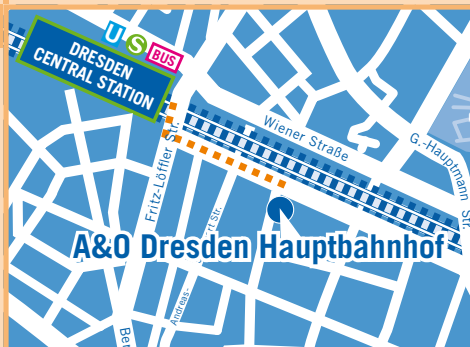 U S BUS
DRESDEN
CENTRAL STATION
Wiener Straße
G.-Hauptmann Str.
Fritz-Löffler Str.
A&O Dresden Hauptbahnhof
Andreas-